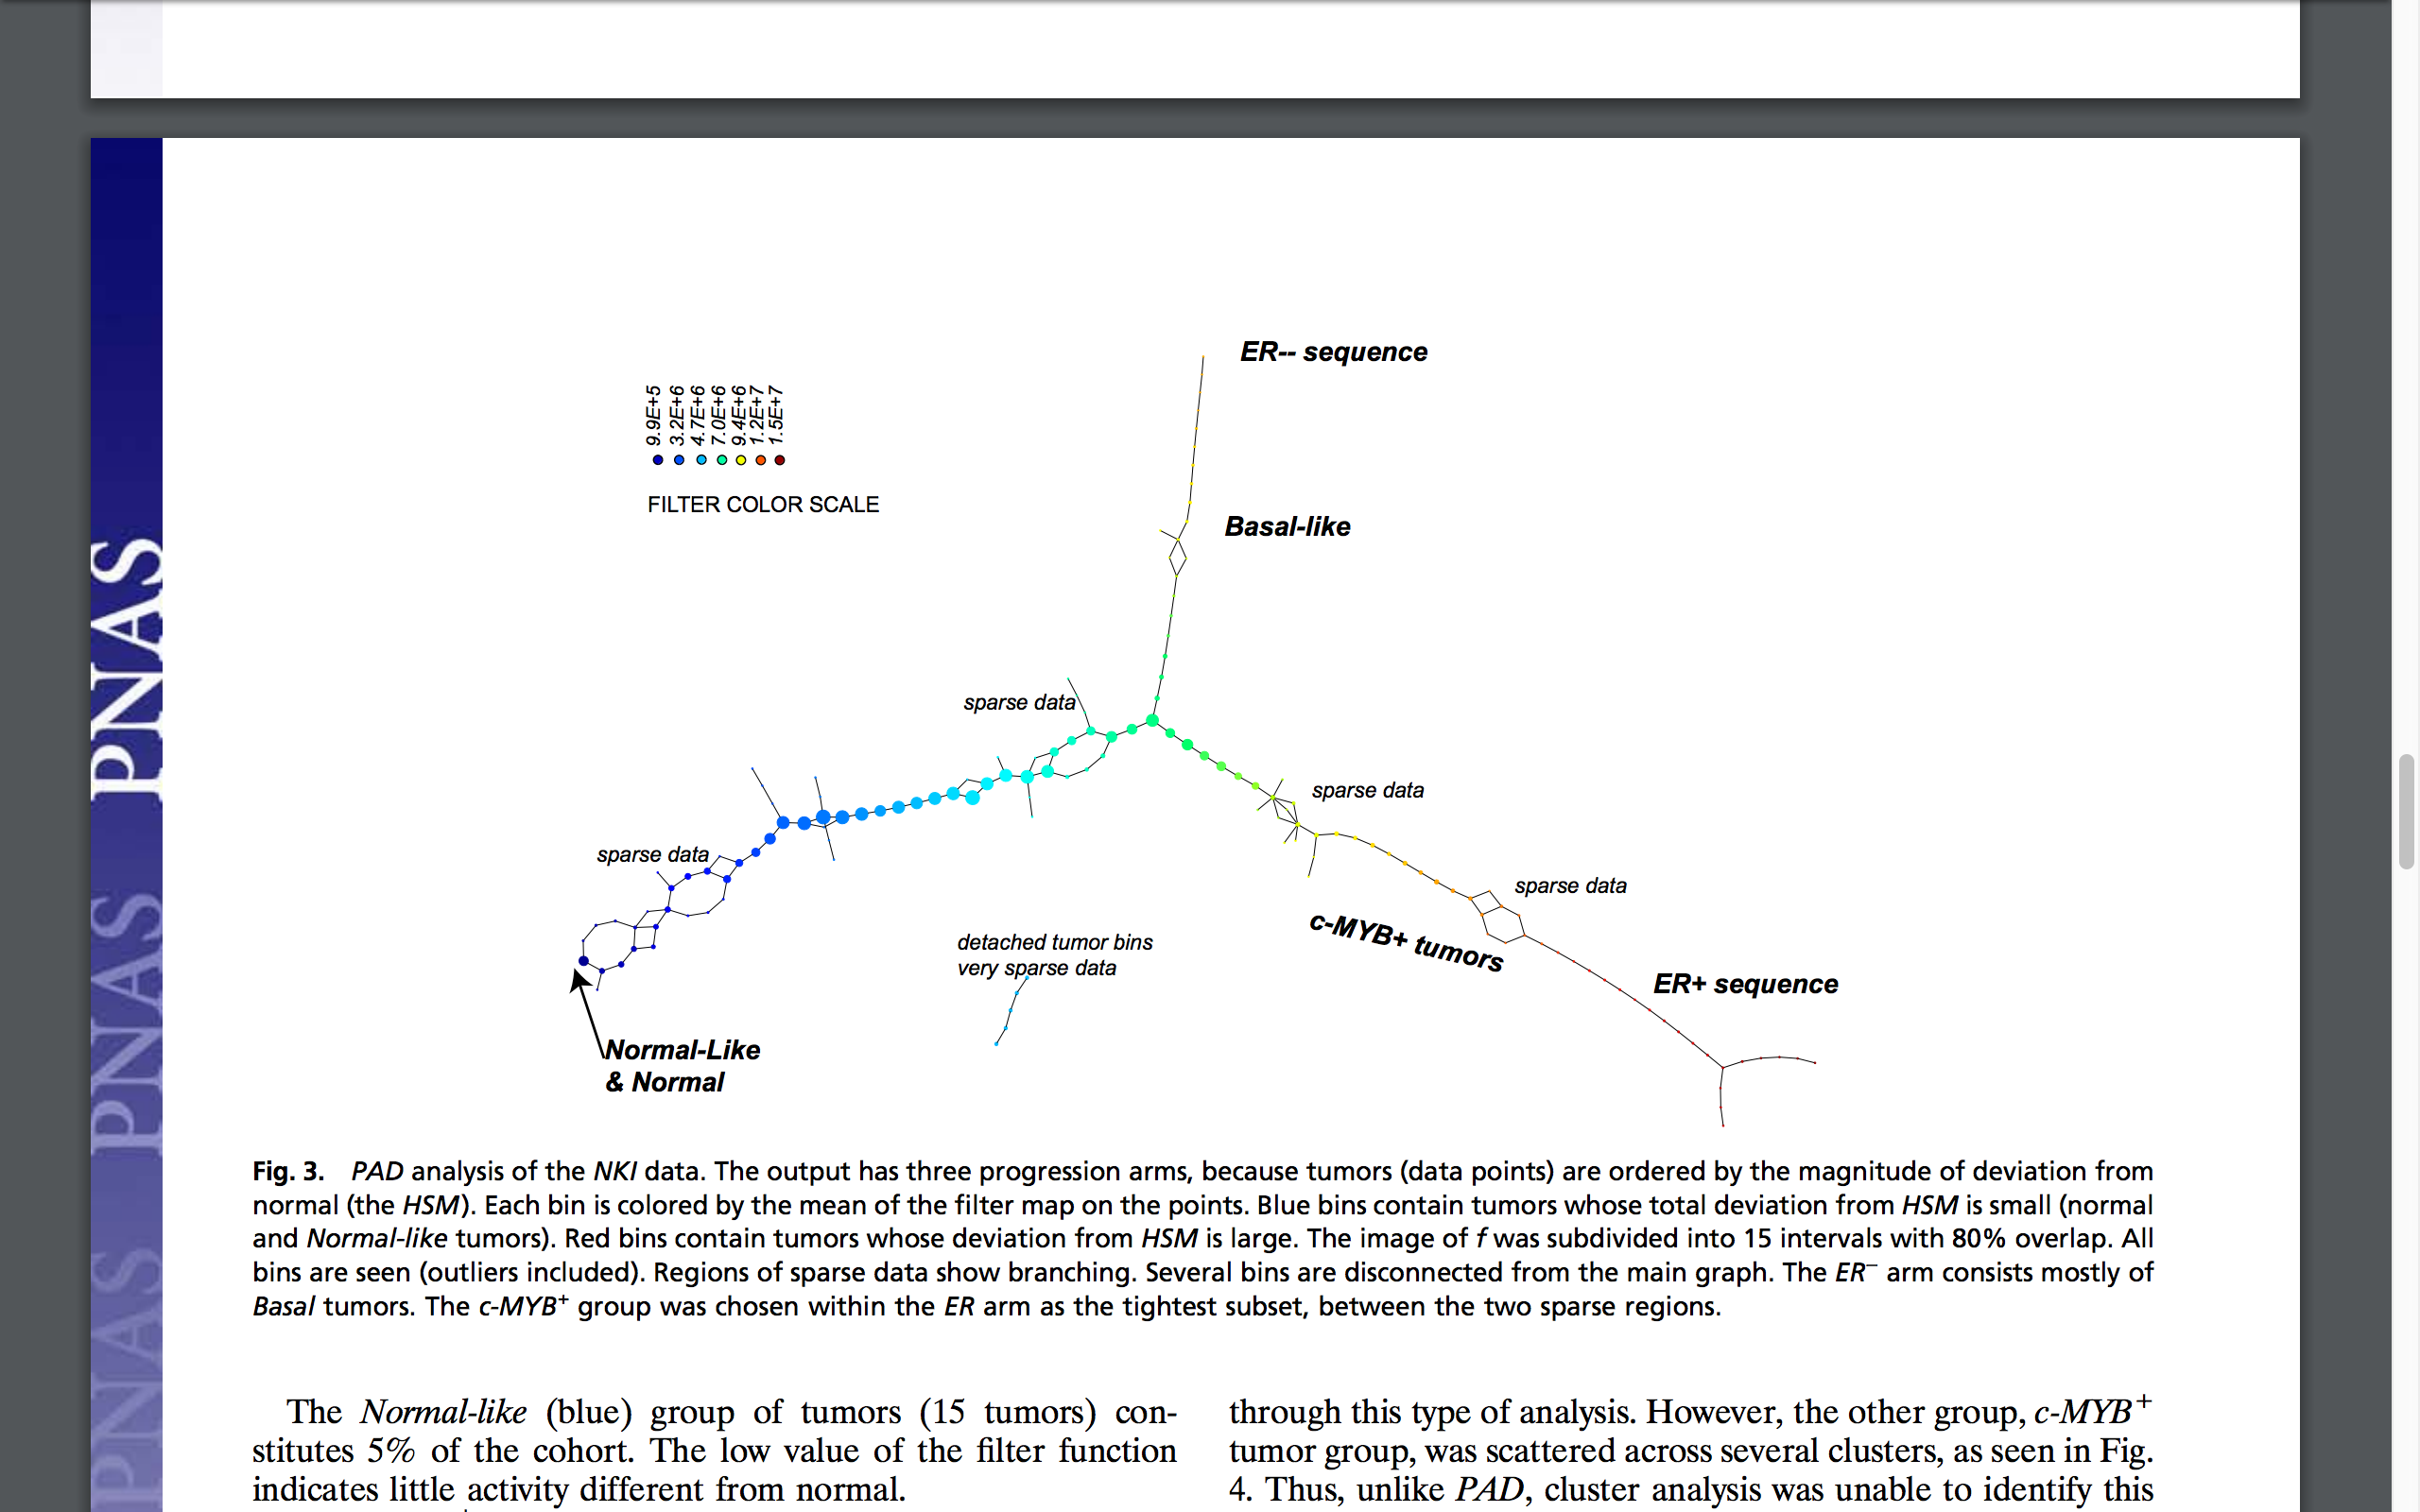 PNAS
PNAS
PNAS
ER-- sequence
9.9E+5
3.2E+6
4.7E+6
7.0E+6
9.4E+6
1.2E+7
1.5E+7
FILTER COLOR SCALE
Basal-like
sparse data
sparse data
sparse data
sparse data
c-MYB+ tumors
detached tumor bins
very sparse data
ER+ sequence
Normal-Like
& Normal
Fig. 3. PAD analysis of the NKI data. The output has three progression arms, because tumors (data points) are ordered by the magnitude of deviation from
normal (the HSM). Each bin is colored by the mean of the filter map on the points. Blue bins contain tumors whose total deviation from HSM is small (normal
and Normal-like tumors). Red bins contain tumors whose deviation from HSM is large. The image of f was subdivided into 15 intervals with 80% overlap. All
bins are seen (outliers included). Regions of sparse data show branching. Several bins are disconnected from the main graph. The ER⁻ arm consists mostly of
Basal tumors. The c-MYB⁺ group was chosen within the ER arm as the tightest subset, between the two sparse regions.
The Normal-like (blue) group of tumors (15 tumors) con-
stitutes 5% of the cohort. The low value of the filter function
indicates little activity different from normal.
through this type of analysis. However, the other group, c-MYB⁺
tumor group, was scattered across several clusters, as seen in Fig.
4. Thus, unlike PAD, cluster analysis was unable to identify this